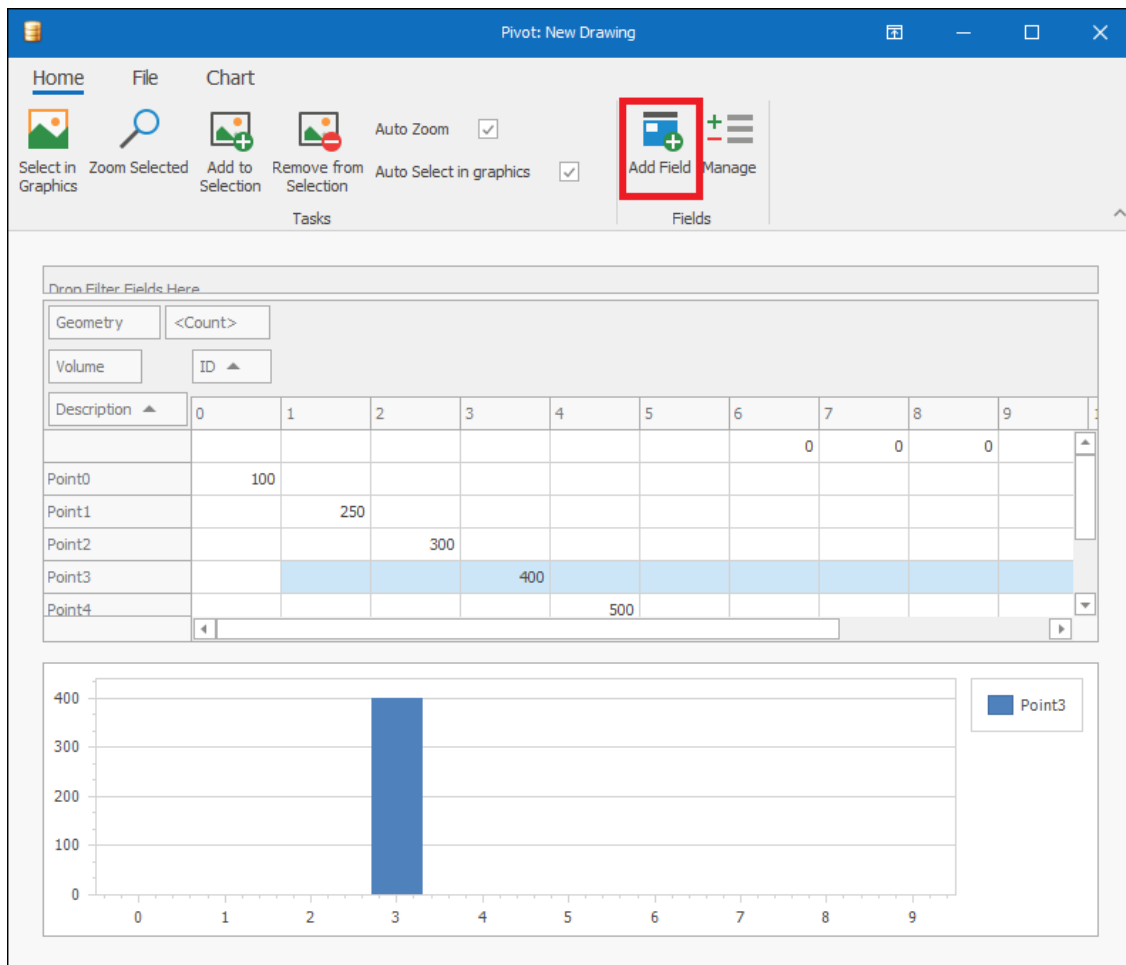 Pivot: New Drawing
Home File Chart
Select in Graphics
Zoom Selected
Add to Selection
Remove from Selection
Auto Zoom
Auto Select in graphics
Add Field
Manage
Tasks
Fields
Drop Filter Fields Here
Geometry <Count>
Volume ID
Description 0 1 2 3 4 5 6 7 8 9
0 0 0
Point0 100
Point1 250
Point2 300
Point3 400
Point4 500
400
300
200
100
0
0 1 2 3 4 5 6 7 8 9
Point3